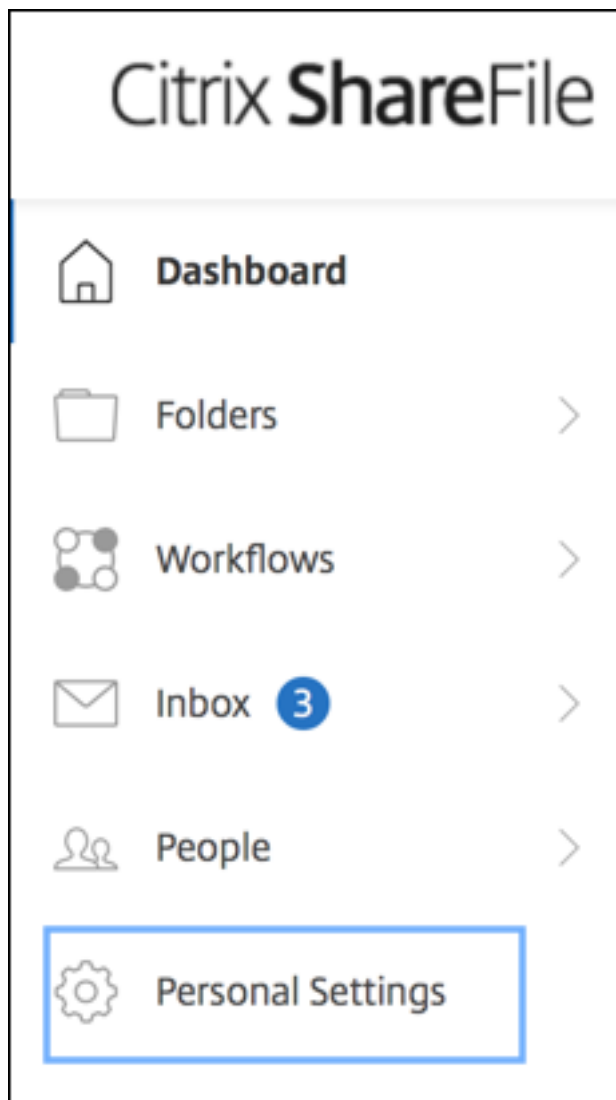 Citrix ShareFile
Dashboard
Folders
Workflows
Inbox 3
People
Personal Settings